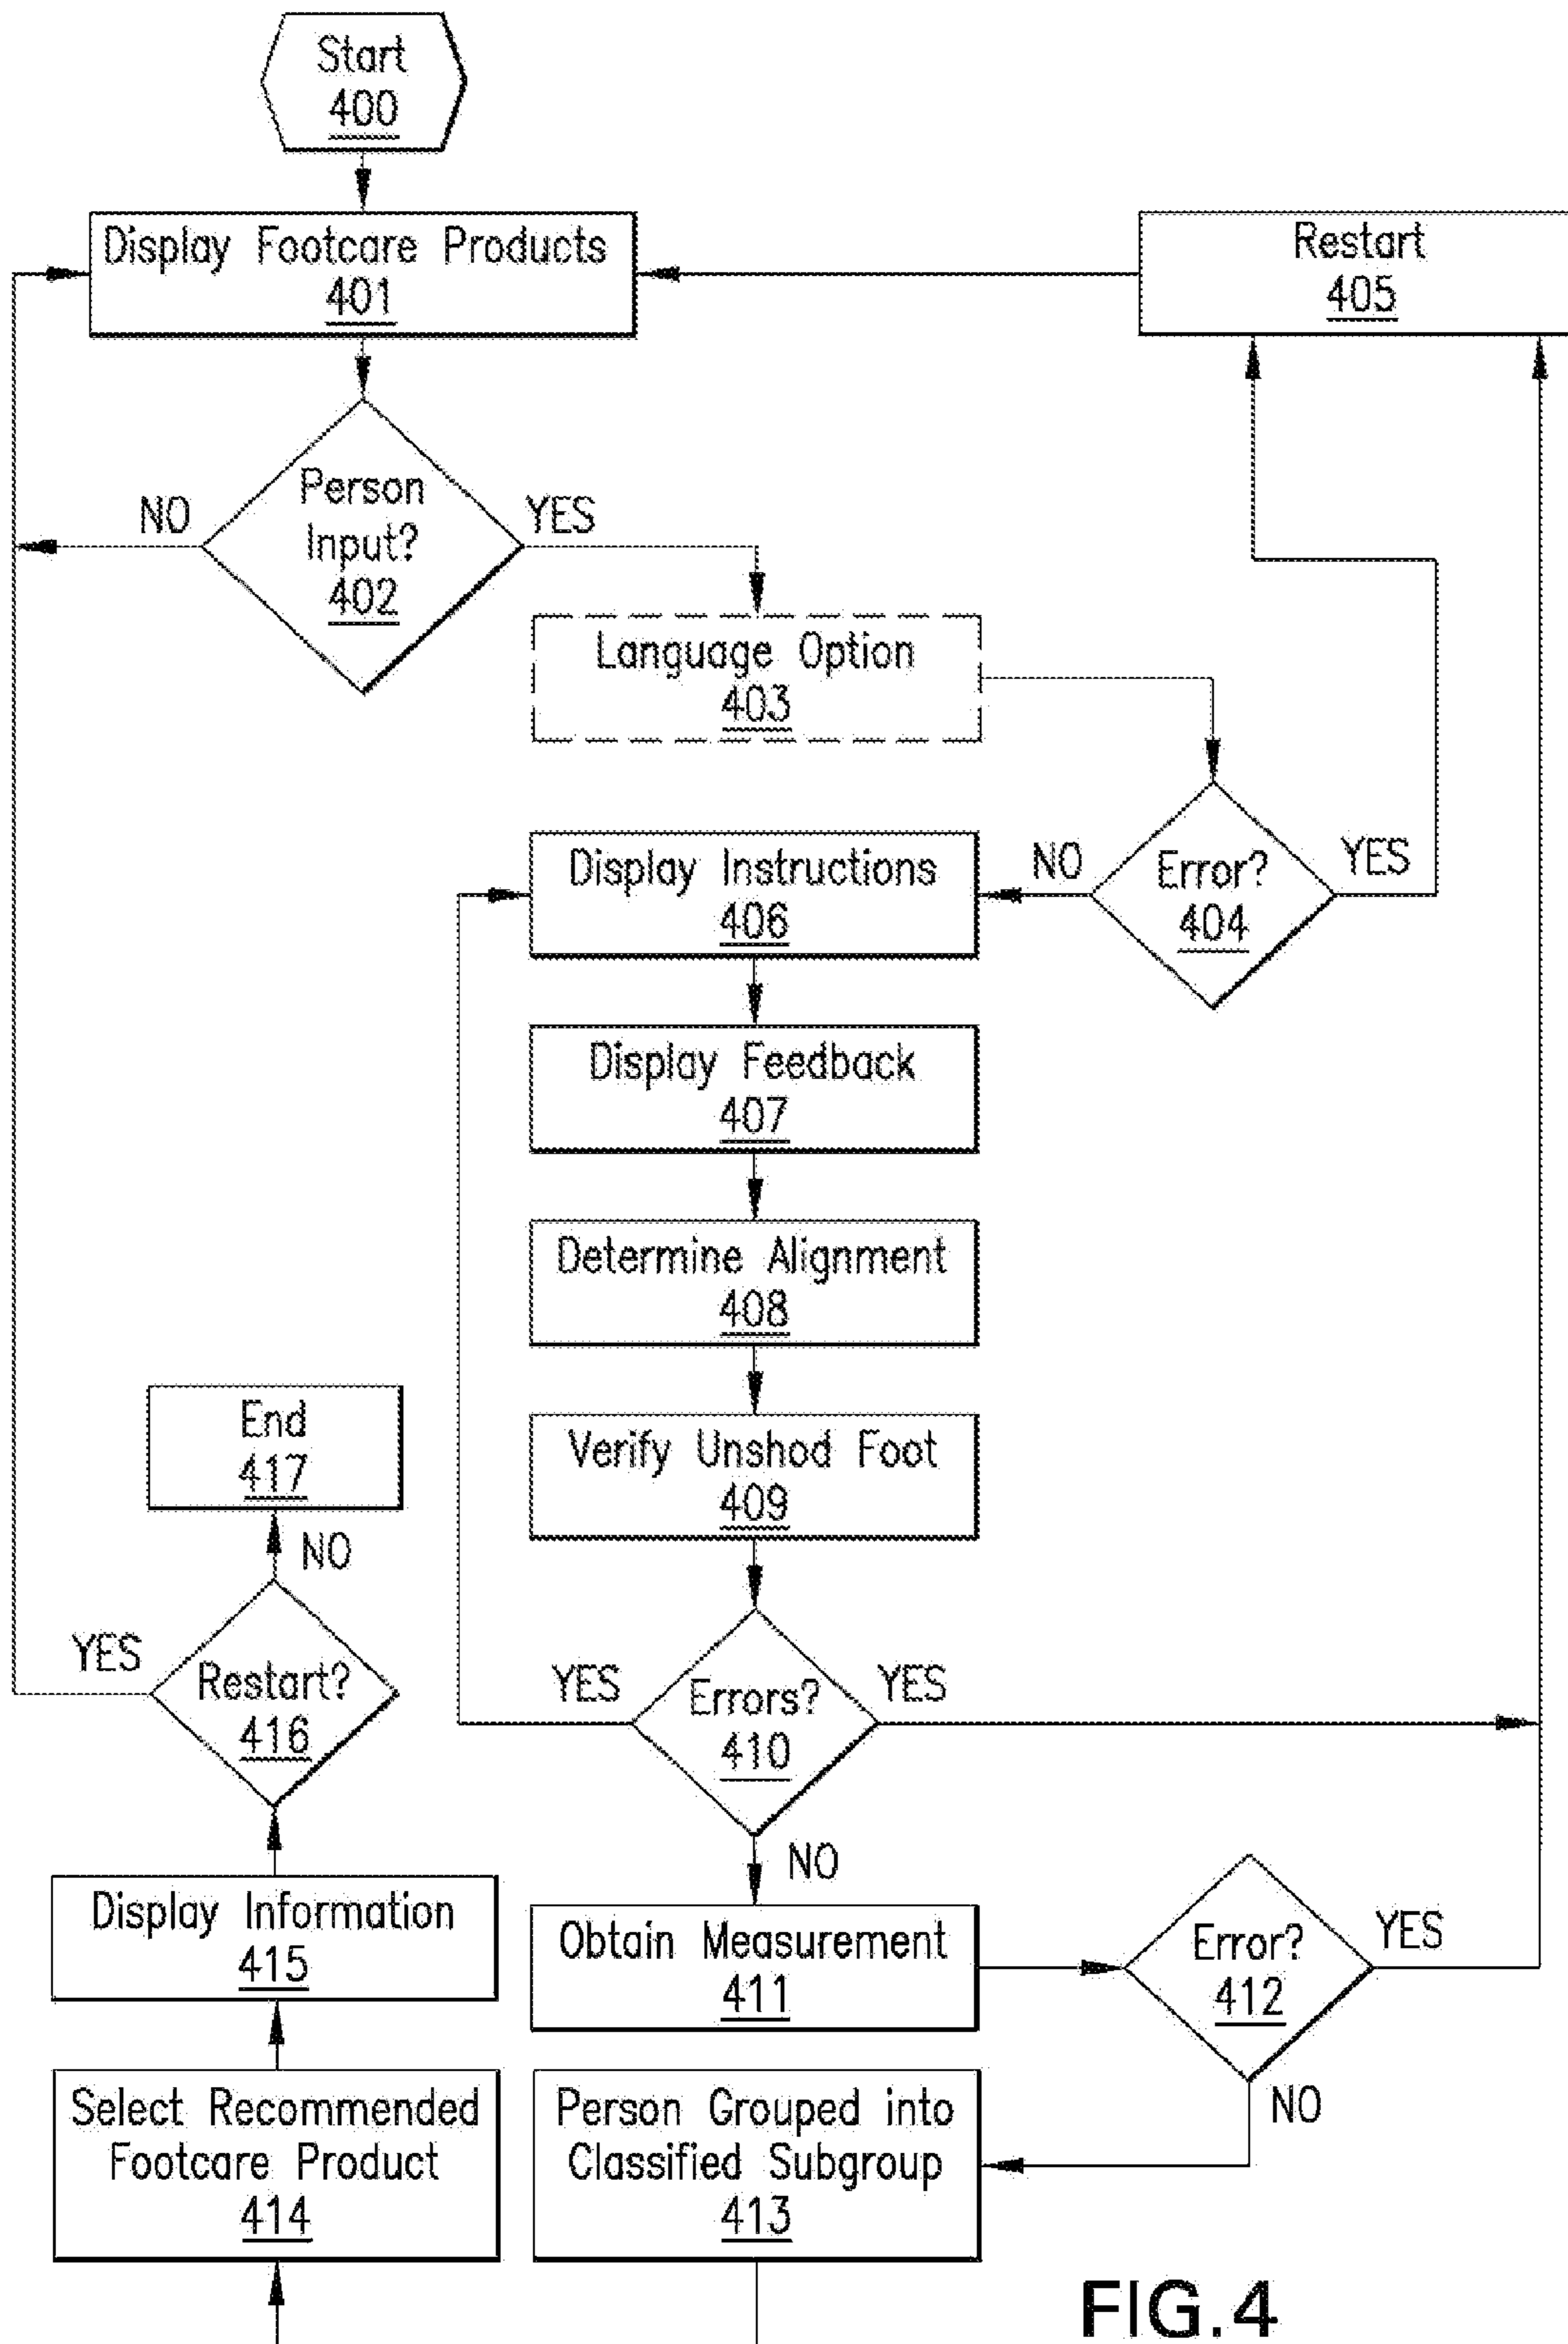 Start
400
Display Footcare Products
401
Restart
405
Person
Input?
402
NO
YES
Language Option
403
Error?
404
NO
YES
Display Instructions
406
Display Feedback
407
Determine Alignment
408
Verify Unshod Foot
409
End
417
NO
Restart?
416
YES
Errors?
410
YES
YES
NO
Display Information
415
Obtain Measurement
411
Error?
412
YES
NO
Select Recommended
Footcare Product
414
Person Grouped into
Classified Subgroup
413
FIG.4